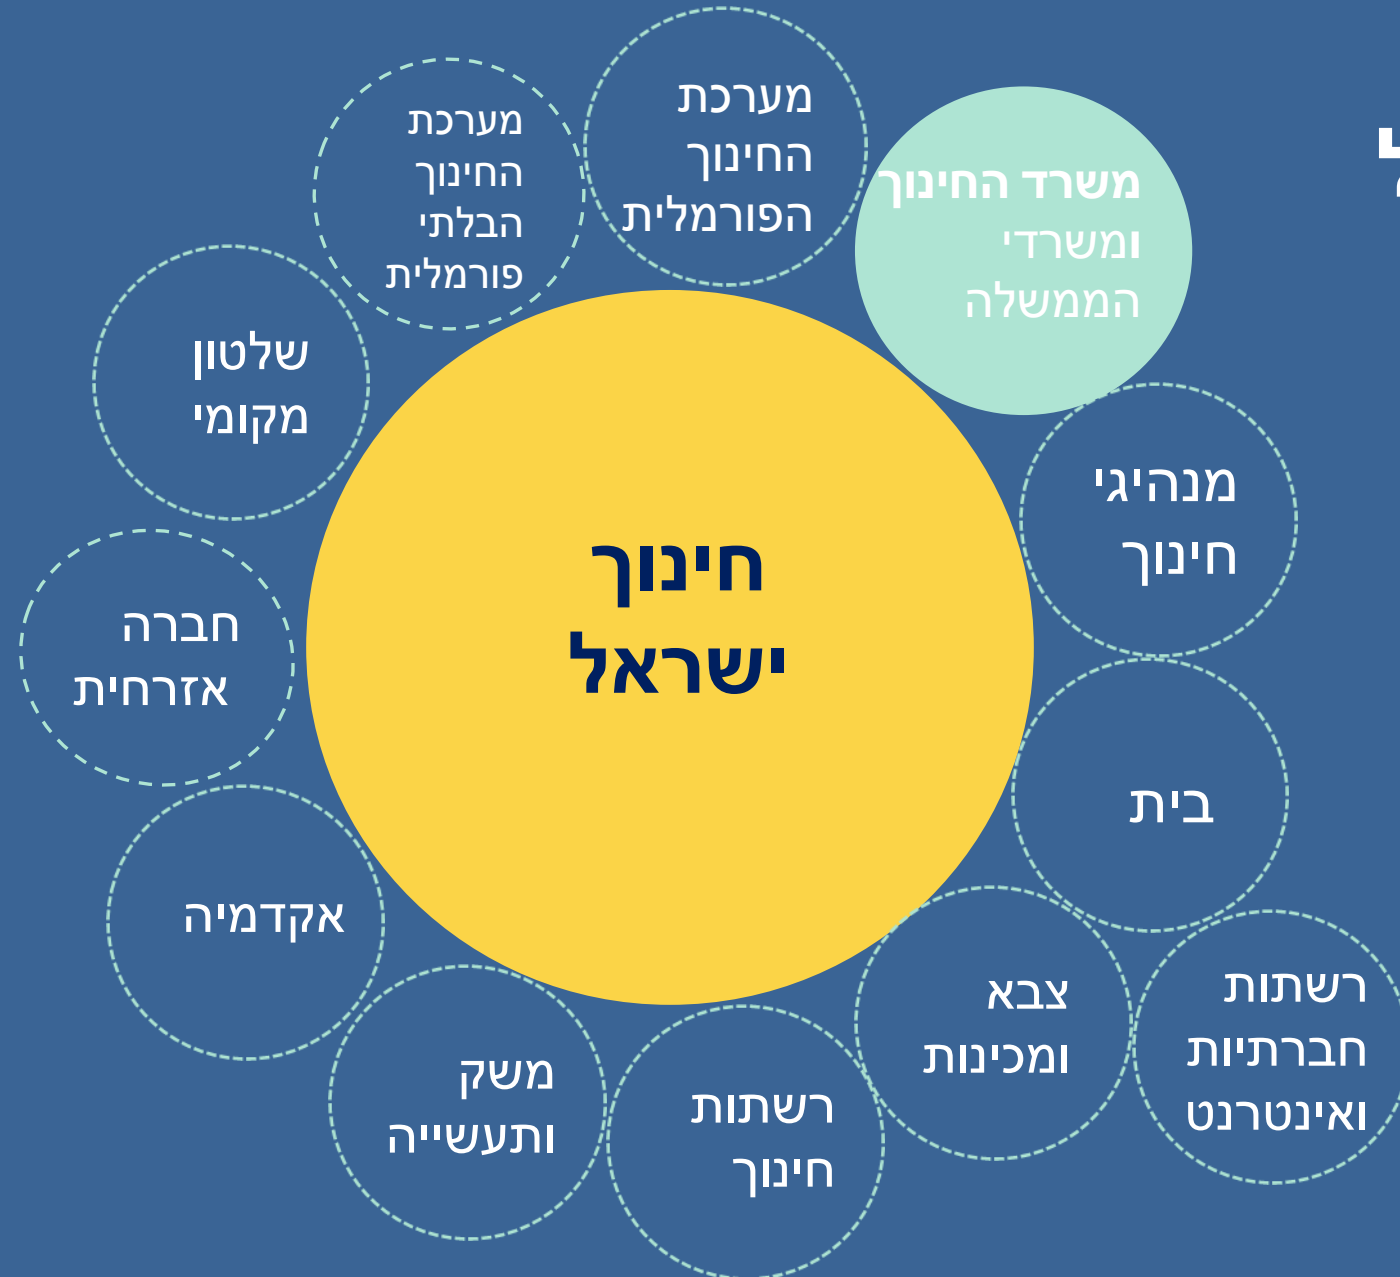 משרד החינוך
ומשרדי
הממשלה
מערכת
החינוך
הפורמלית
מערכת
החינוך
הבלתי
פורמלית
שלטון
מקומי
חברה
אזרחית
אקדמיה
משק
ותעשייה
רשתות
חינוך
צבא
ומכינות
רשתות
חברתיות
ואינטרנט
בית
מנהיגי
חינוך
חינוך
ישראל